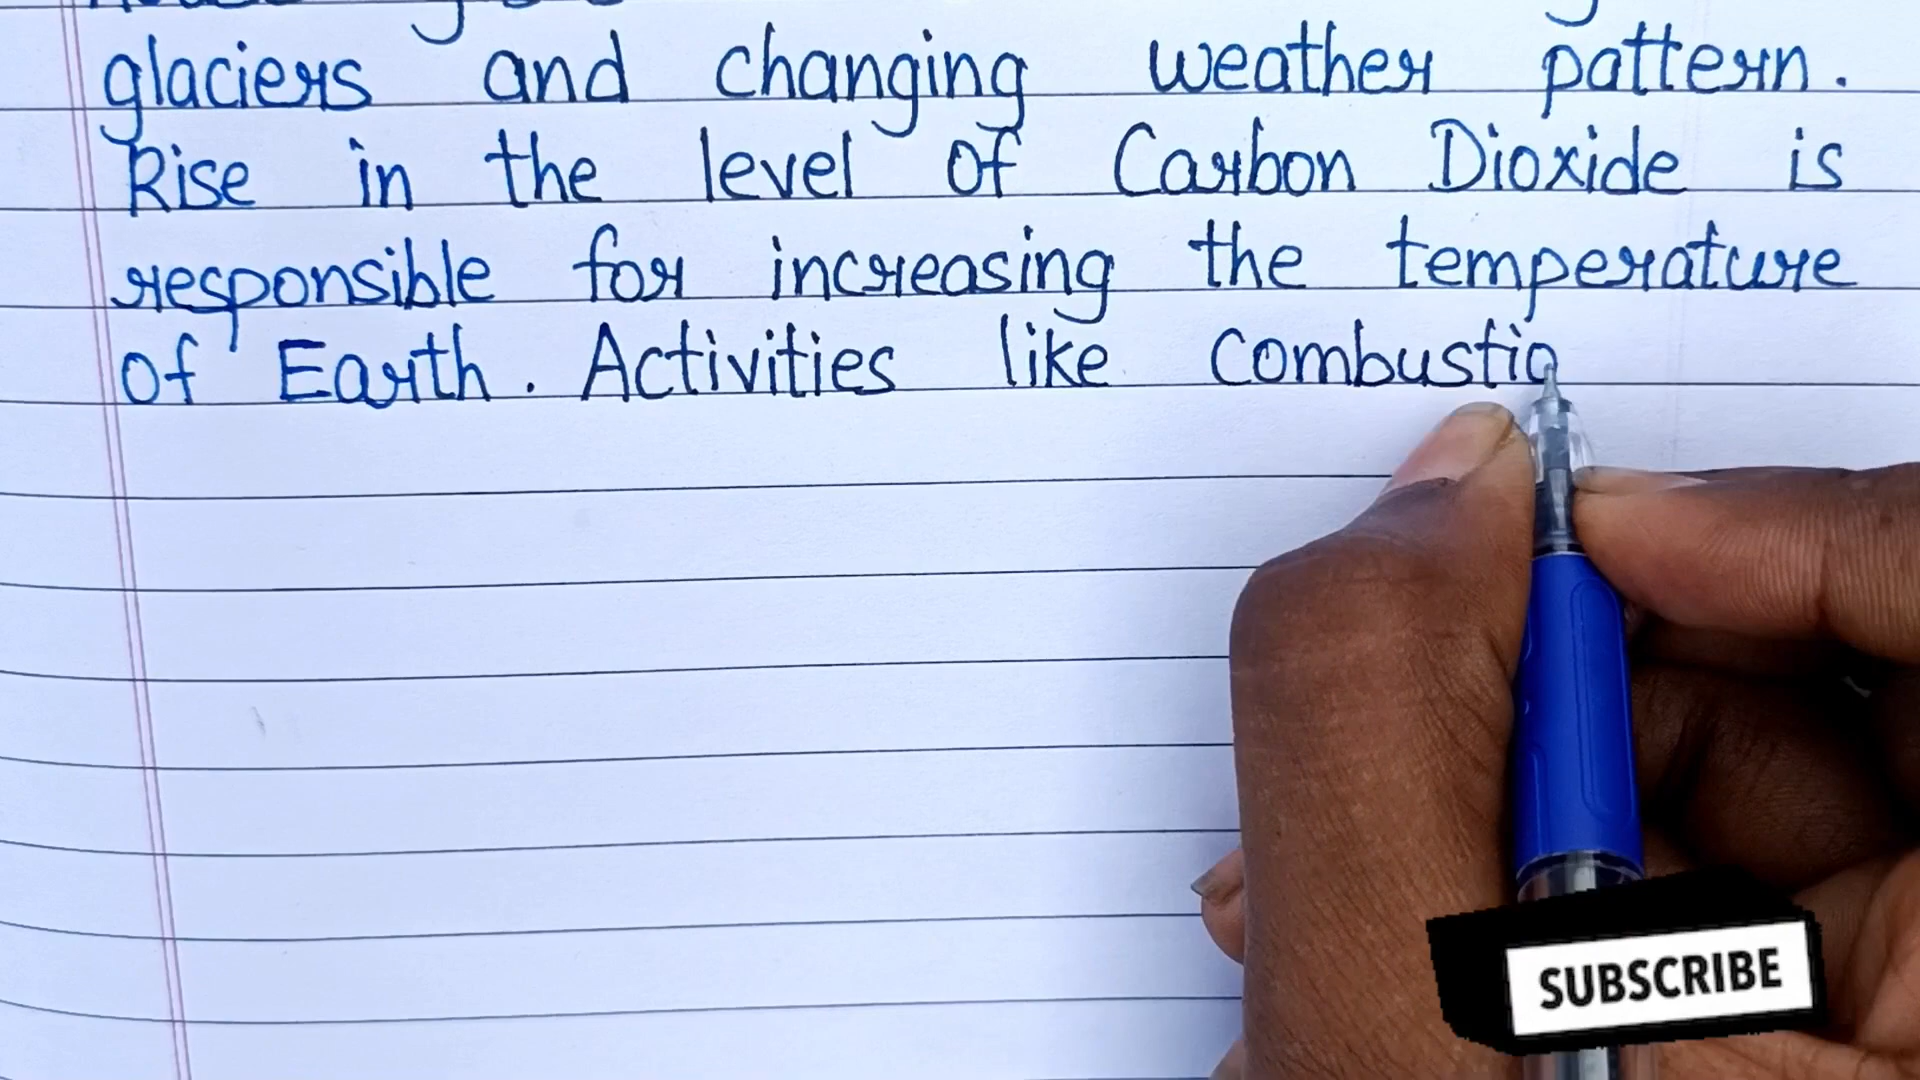 glaciers and changing weather pattern.
Rise in the level of Carbon Dioxide is
responsible for increasing the temperature
of Earth. Activities like Combustio
SUBSCRIBE